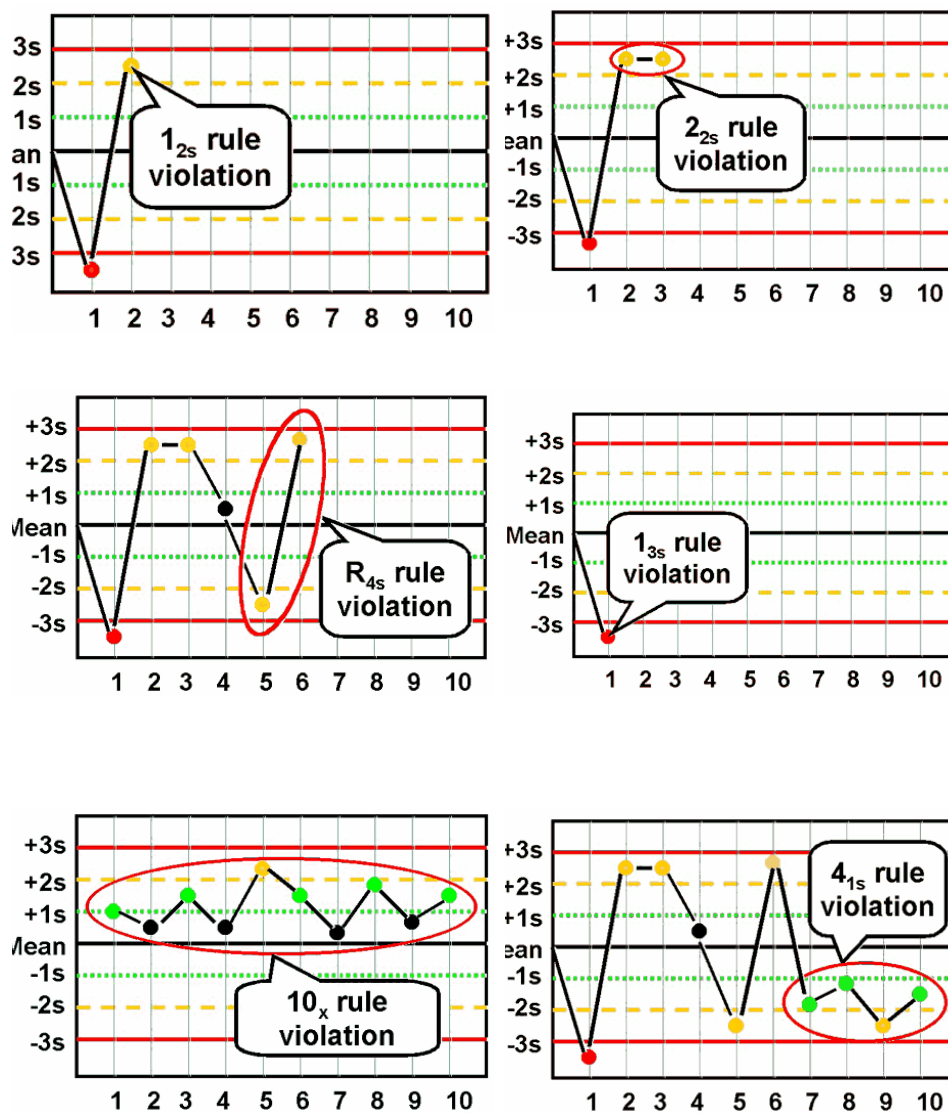 3s
2s
1s
an
1s
2s
3s
1₂ₛ rule
violation
1 2 3 4 5 6 7 8 9 10
+3s
+2s
+1s
ean
-1s
-2s
-3s
2₂ₛ rule
violation
1 2 3 4 5 6 7 8 9 10
+3s
+2s
+1s
Mean
-1s
-2s
-3s
R₄ₛ rule
violation
1 2 3 4 5 6 7 8 9 10
+3s
+2s
+1s
Mean
-1s
-2s
-3s
1₃ₛ rule
violation
1 2 3 4 5 6 7 8 9 10
+3s
+2s
+1s
Mean
-1s
-2s
-3s
10ₓ rule
violation
1 2 3 4 5 6 7 8 9 10
+3s
+2s
+1s
ean
-1s
-2s
-3s
4₁ₛ rule
violation
1 2 3 4 5 6 7 8 9 10